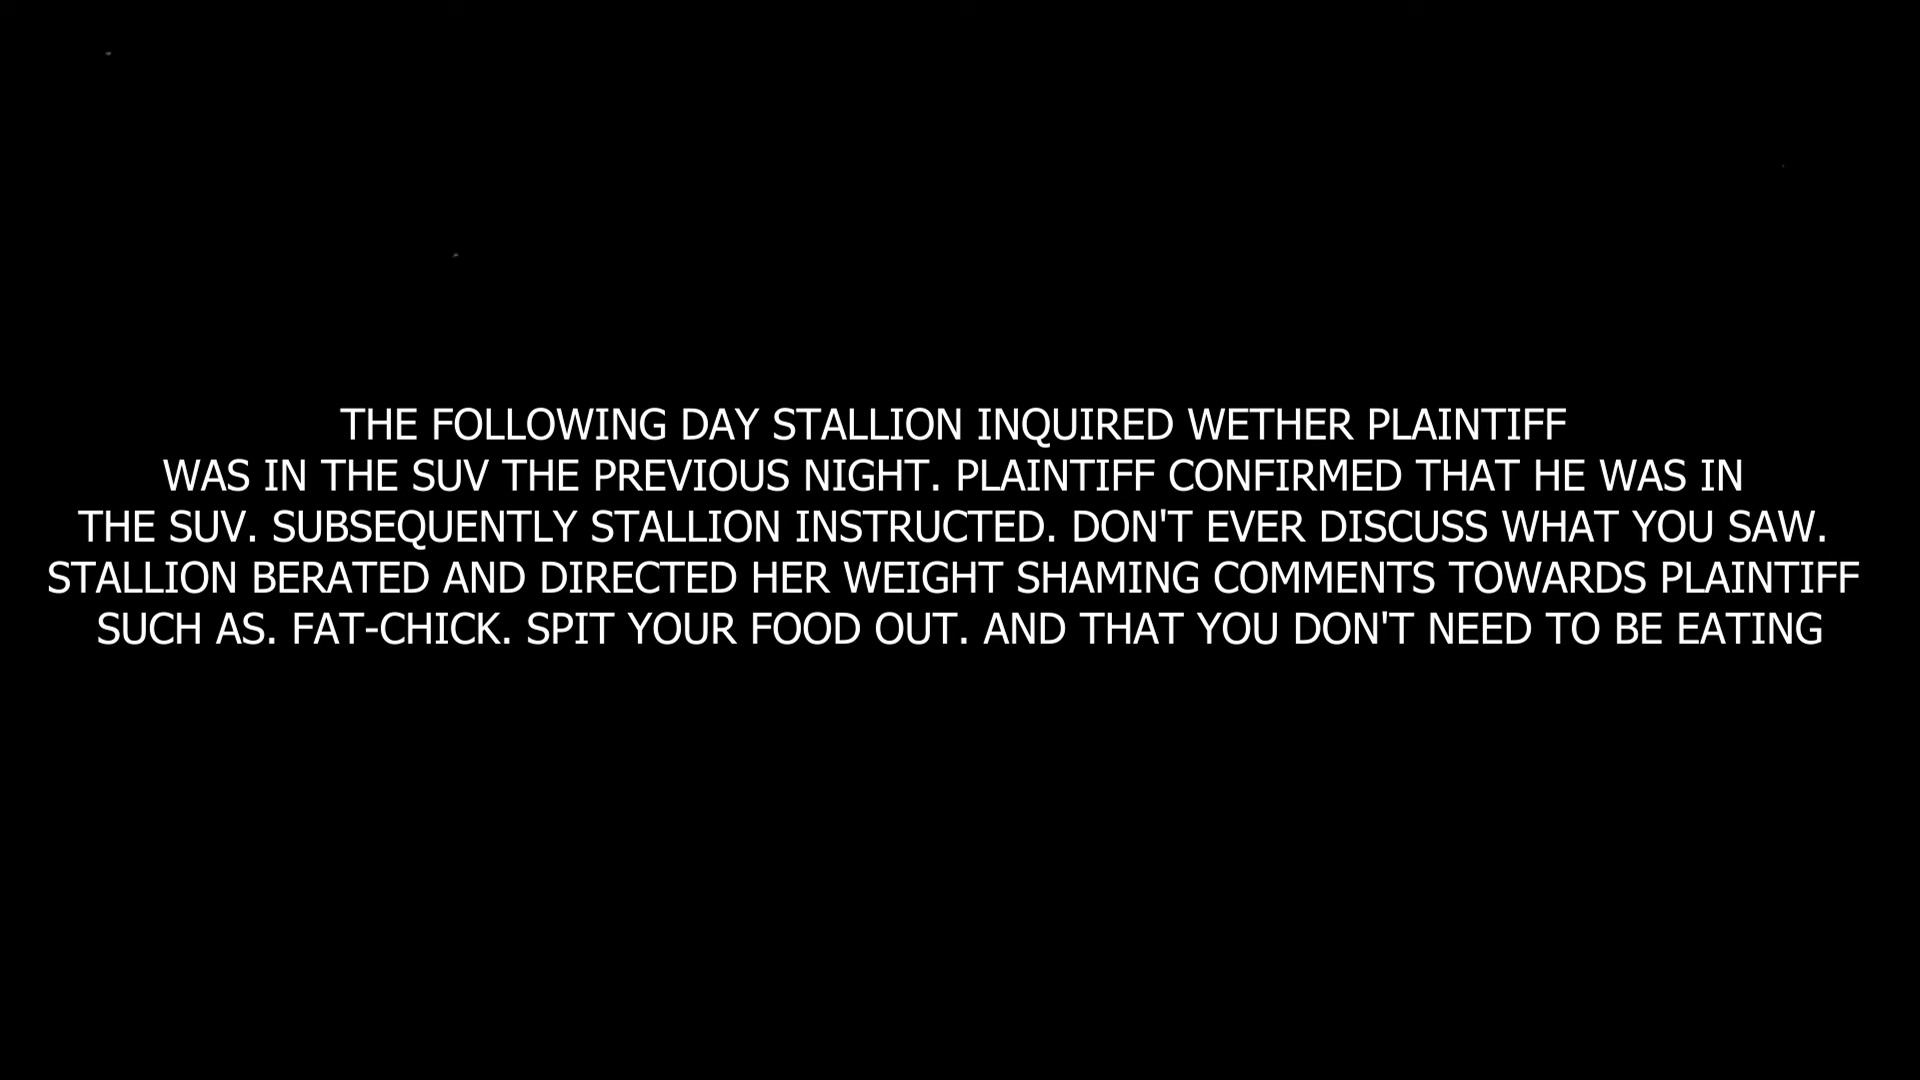 THE FOLLOWING DAY STALLION INQUIRED WETHER PLAINTIFF
WAS IN THE SUV THE PREVIOUS NIGHT. PLAINTIFF CONFIRMED THAT HE WAS IN
THE SUV. SUBSEQUENTLY STALLION INSTRUCTED. DON'T EVER DISCUSS WHAT YOU SAW.
STALLION BERATED AND DIRECTED HER WEIGHT SHAMING COMMENTS TOWARDS PLAINTIFF
SUCH AS. FAT-CHICK. SPIT YOUR FOOD OUT. AND THAT YOU DON'T NEED TO BE EATING